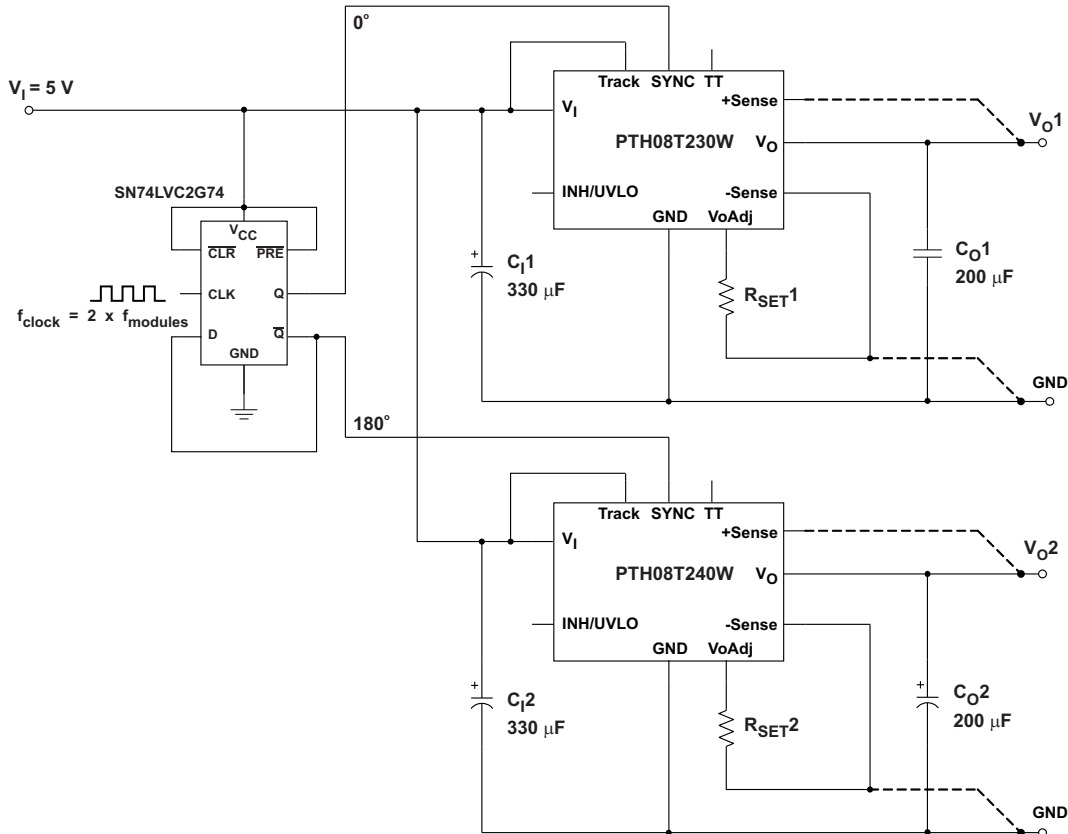 0°
V_I = 5 V
Track SYNC TT
V_I
+Sense
PTH08T230W
V_O
INH/UVLO
-Sense
GND
VoAdj
V_O1
SN74LVC2G74
V_CC
CLR
PRE
CLK
Q
D
Q
GND
f_clock = 2 x f_modules
+
C_I1
330 μF
R_SET1
C_O1
200 μF
GND
180°
Track SYNC TT
V_I
+Sense
PTH08T240W
V_O
INH/UVLO
-Sense
GND
VoAdj
V_O2
+
C_I2
330 μF
R_SET2
+
C_O2
200 μF
GND